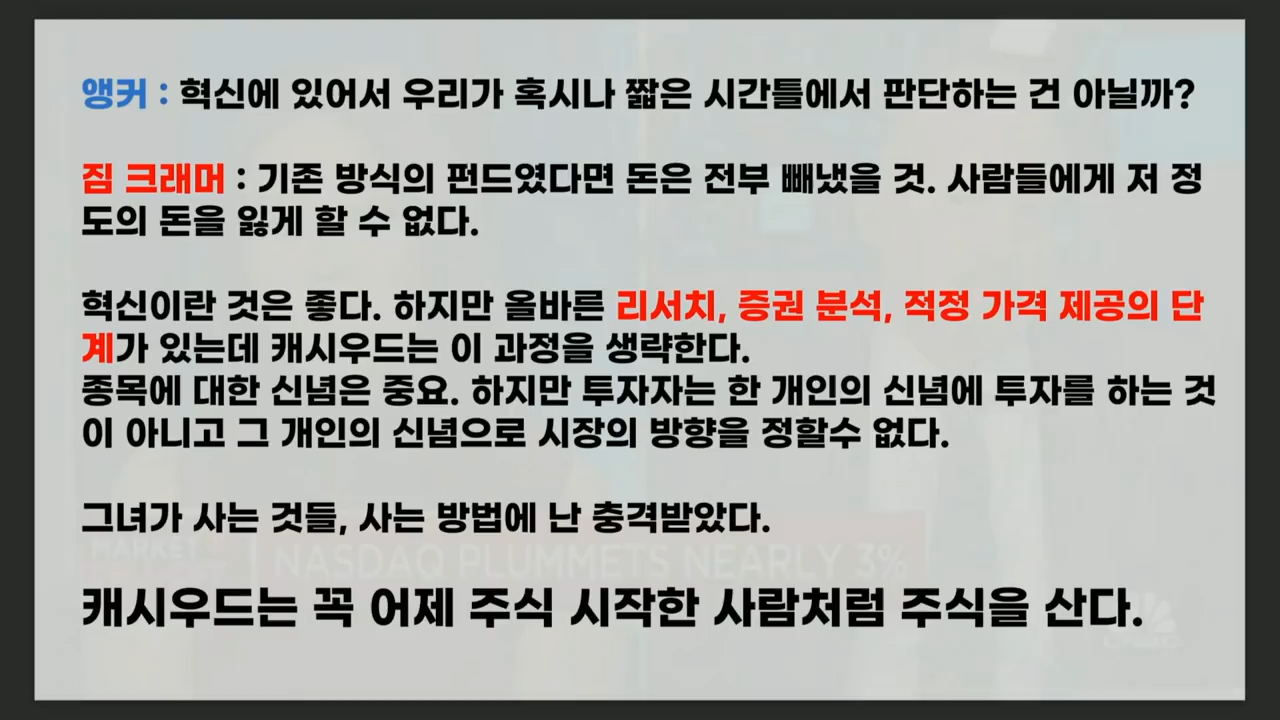 앵커 : 혁신에 있어서 우리가 혹시나 짧은 시간틀에서 판단하는 건 아닐까?
짐 크래머 : 기존 방식의 펀드였다면 돈은 전부 빼냈을 것. 사람들에게 저 정
도의 돈을 잃게 할 수 없다.
혁신이란 것은 좋다. 하지만 올바른 리서치, 증권 분석, 적정 가격 제공의 단
계가 있는데 캐시우드는 이 과정을 생략한다.
종목에 대한 신념은 중요. 하지만 투자자는 한 개인의 신념에 투자를 하는 것
이 아니고 그 개인의 신념으로 시장의 방향을 정할수 없다.
그녀가 사는 것들, 사는 방법에 난 충격받았다.
MARKET
NASDAQ PLUMMETS NEARLY 3%
캐시우드는 꼭 어제 주식 시작한 사람처럼 주식을 산다.